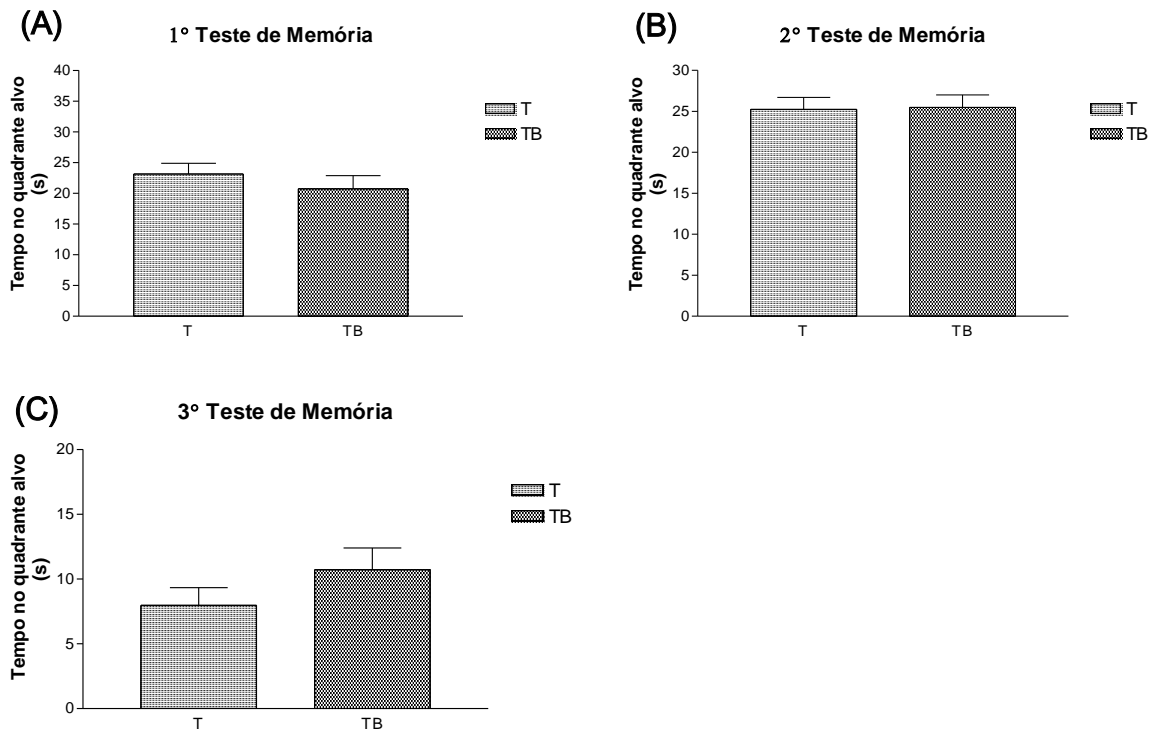 (A)
1° Teste de Memória
Tempo no quadrante alvo
(s)
40
35
30
25
20
15
10
5
0
T
TB
T
TB
(B)
2° Teste de Memória
Tempo no quadrante alvo
(s)
30
25
20
15
10
5
0
T
TB
T
TB
(C)
3° Teste de Memória
Tempo no quadrante alvo
(s)
20
15
10
5
0
T
TB
T
TB